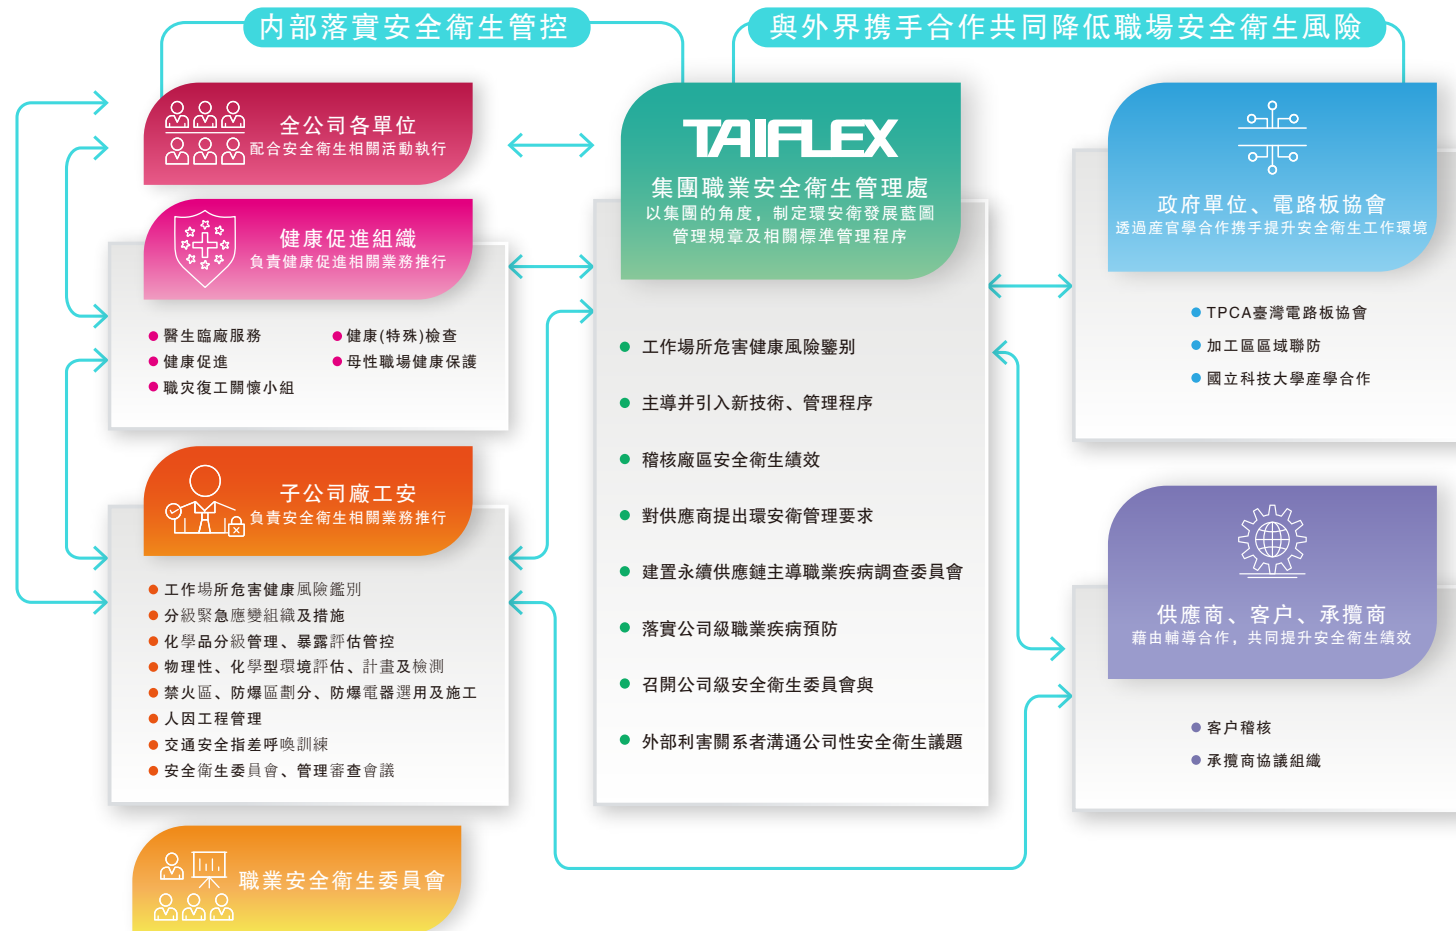 内部落實安全衛生管控
與外界携手合作共同降低職場安全衛生風險
全公司各單位
配合安全衛生相關活動執行
健康促進組織
負責健康促進相關業務推行
醫生臨廠服務
健康(特殊)檢查
健康促進
母性職場健康保護
職灾復工關懷小組
子公司廠工安
負責安全衛生相關業務推行
工作場所危害健康風險鑑別
分級緊急應變組織及措施
化學品分級管理、暴露評估管控
物理性、化學型環境評估、計畫及檢測
禁火區、防爆區劃分、防爆電器選用及施工
人因工程管理
交通安全指差呼喚訓練
安全衛生委員會、管理審查會議
職業安全衛生委員會
TAIFLEX
集團職業安全衛生管理處
以集團的角度，制定環安衛發展藍圖
管理規章及相關標準管理程序
工作場所危害健康風險鑒别
主導并引入新技術、管理程序
稽核廠區安全衛生績效
對供應商提出環安衛管理要求
建置永續供應鏈主導職業疾病調查委員會
落實公司級職業疾病預防
召開公司級安全衛生委員會與
外部利害關系者溝通公司性安全衛生議題
政府單位、電路板協會
透過産官學合作携手提升安全衛生工作環境
TPCA臺灣電路板協會
加工區區域聯防
國立科技大學産學合作
供應商、客户、承攬商
藉由輔導合作，共同提升安全衛生績效
客户稽核
承攬商協議組織